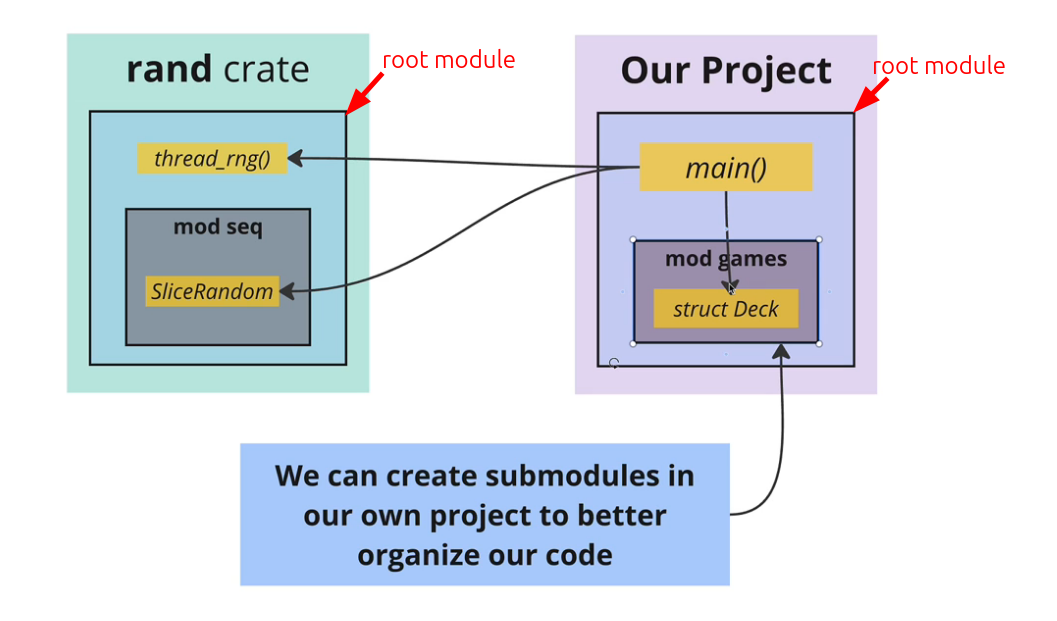 rand crate
root module
thread_rng()
mod seq
SliceRandom
Our Project
root module
main()
mod games
struct Deck
We can create submodules in
our own project to better
organize our code